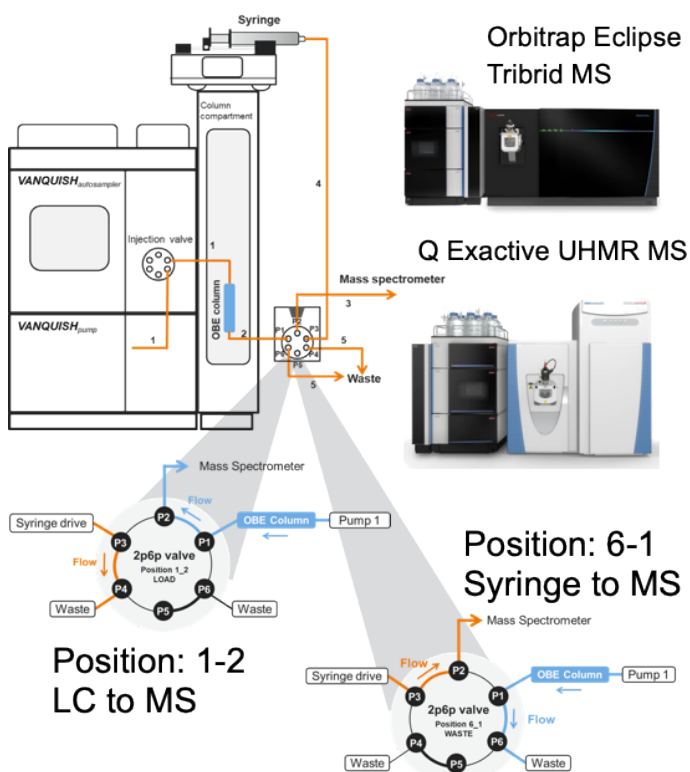 Syringe
Orbitrap Eclipse
Tribrid MS
Column
compartment
VANQUISH autosampler
4
Injection valve
1
Q Exactive UHMR MS
OBE column
Mass spectrometer
3
P2
P1
P3
VANQUISH pump
1
2
5
P6
P4
P5
5
Waste
Mass Spectrometer
Flow
P2
OBE Column
Pump 1
Syringe drive
P3
P1
2p6p valve
Position 1_2
LOAD
Flow
P4
P6
P5
Waste
Waste
Position: 1-2
LC to MS
Position: 6-1
Syringe to MS
Mass Spectrometer
Flow
P2
Syringe drive
OBE Column
Pump 1
P3
P1
2p6p valve
Position 6_1
WASTE
Flow
P4
P6
P5
Waste
Waste